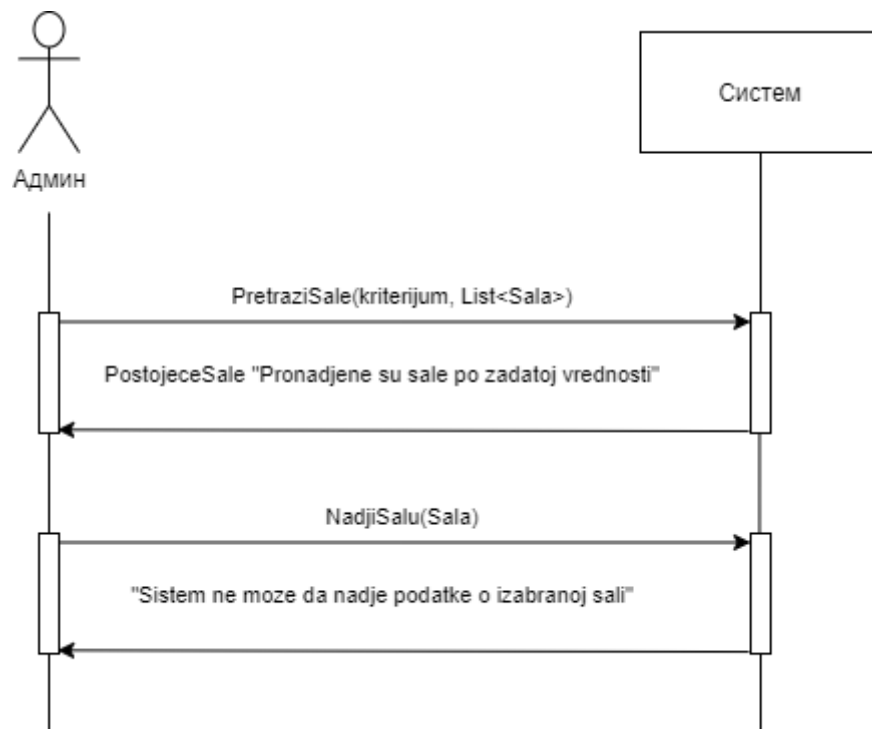 Систем
Админ
PretraziSale(kriterijum, List<Sala>)
PostojeceSale "Pronadjene su sale po zadatoj vrednosti"
NadjiSalu(Sala)
"Sistem ne moze da nadje podatke o izabranoj sali"